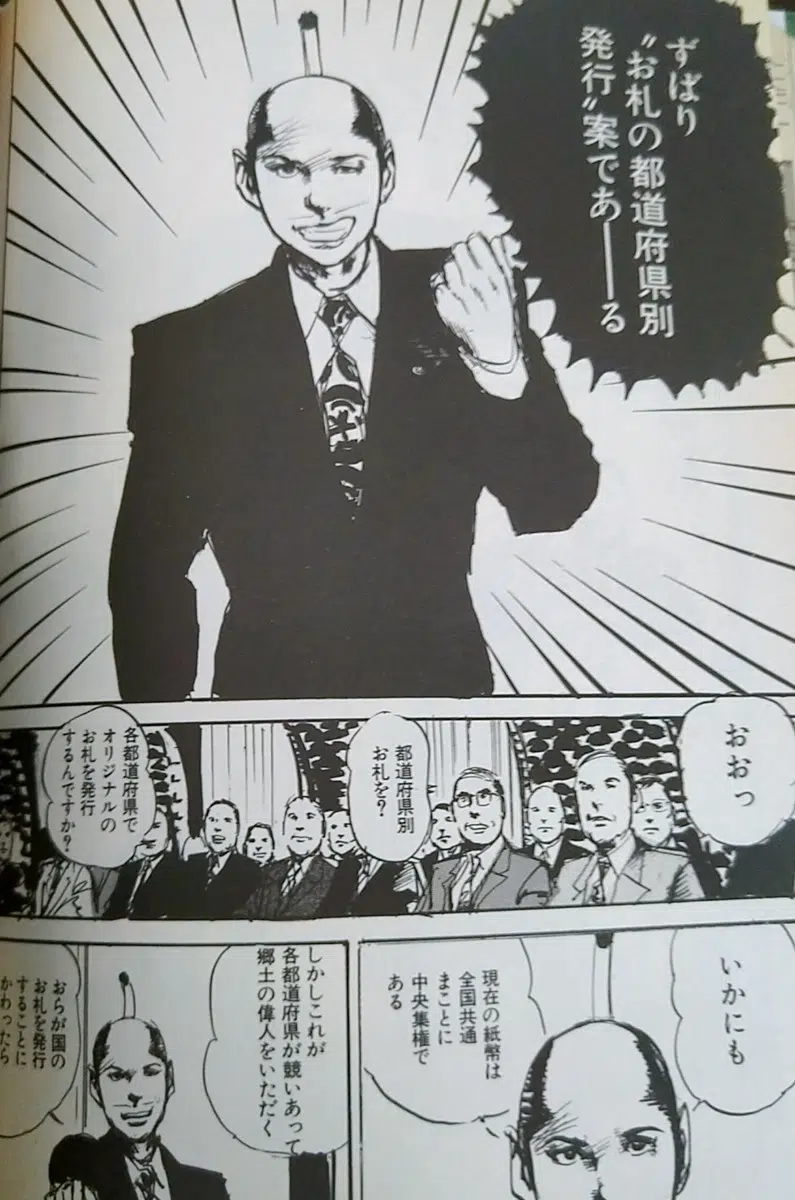 ずばり
〝お札の都道府県別
発行〟案であ――る
おおっ
都道府県別
お札を？
各都道府県で
オリジナルの
お札を発行
するんですか？
いかにも
現在の紙幣は
全国共通
まことに
中央集権で
ある
しかしこれが
各都道府県が競いあって
郷土の偉人をいただく
おらが国の
お札を発行
することに
かわったら